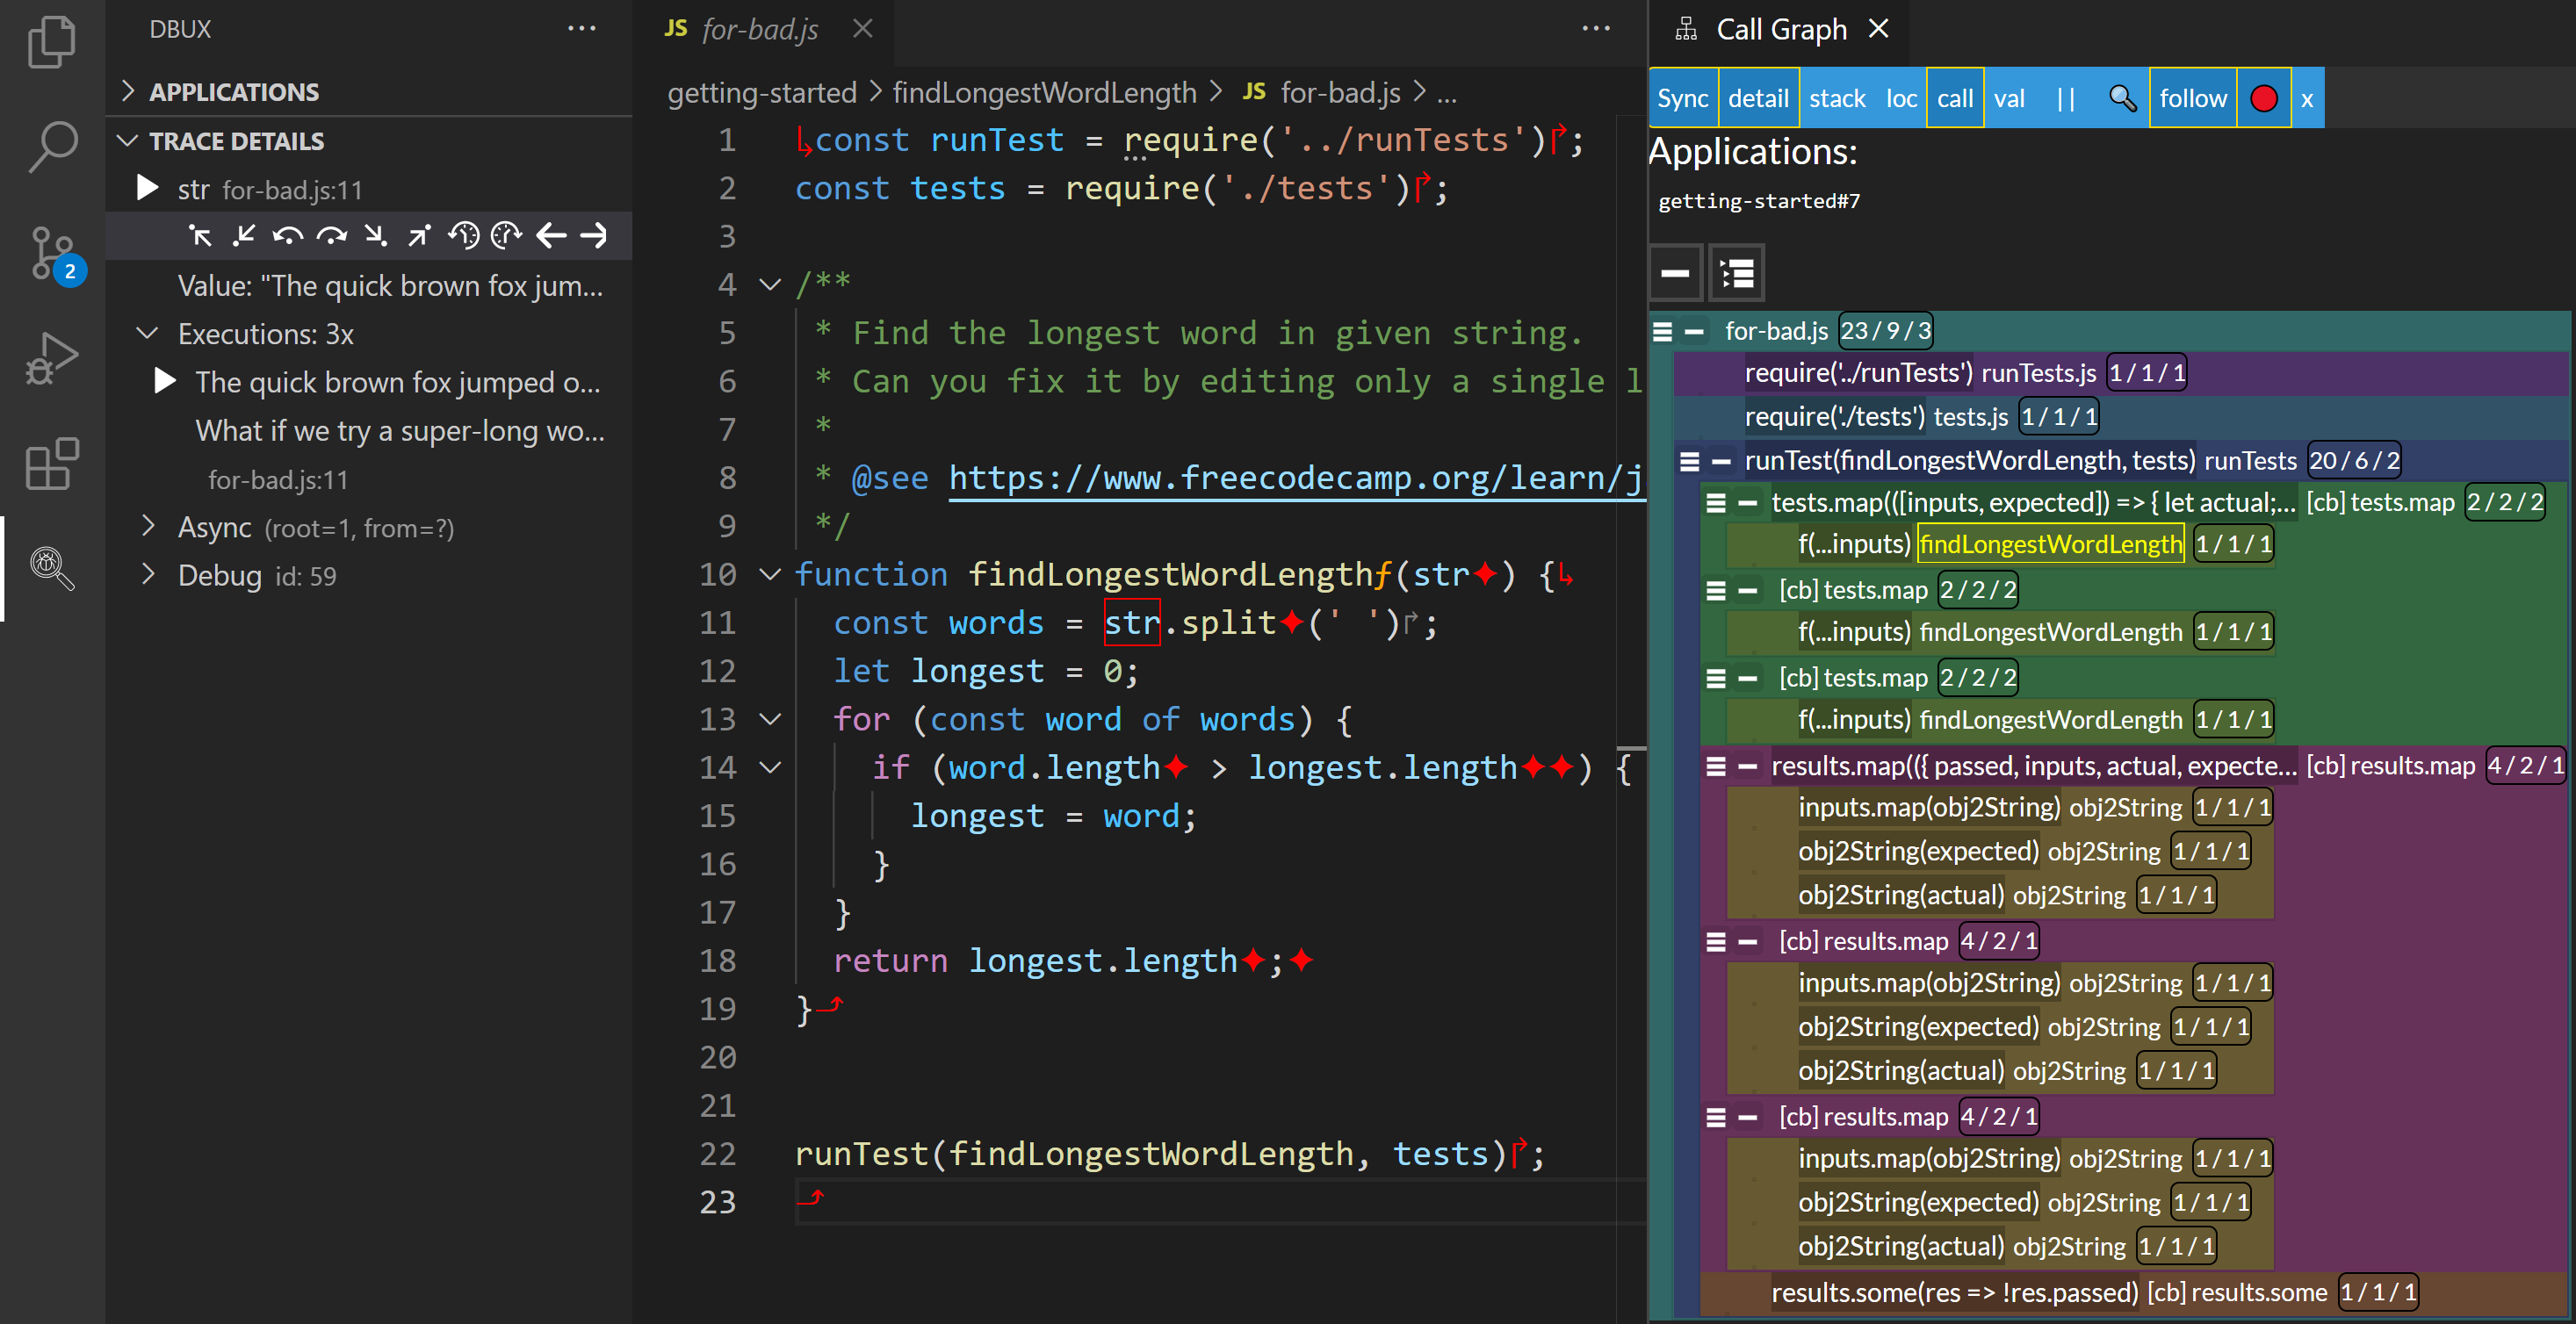 DBUX
···
APPLICATIONS
TRACE DETAILS
str for-bad.js:11
Value: "The quick brown fox jum...
Executions: 3x
The quick brown fox jumped o...
What if we try a super-long wo...
for-bad.js:11
Async (root=1, from=?)
Debug id: 59
2
JS for-bad.js
···
getting-started > findLongestWordLength > JS for-bad.js > ...
1 const runTest = require('../runTests');
2 const tests = require('./tests');
3
4 /**
5 * Find the longest word in given string.
6 * Can you fix it by editing only a single l
7 *
8 * @see https://www.freecodecamp.org/learn/j
9 */
10 function findLongestWordLengthƒ(str) {
11 const words = str.split(' ');
12 let longest = 0;
13 for (const word of words) {
14 if (word.length > longest.length) {
15 longest = word;
16 }
17 }
18 return longest.length;
19 }
20
21
22 runTest(findLongestWordLength, tests);
23
Call Graph
Sync detail stack loc call val || follow x
Applications:
getting-started#7
for-bad.js 23 / 9 / 3
require('../runTests') runTests.js 1 / 1 / 1
require('./tests') tests.js 1 / 1 / 1
runTest(findLongestWordLength, tests) runTests 20 / 6 / 2
tests.map(([inputs, expected]) => { let actual;... [cb] tests.map 2 / 2 / 2
f(...inputs) findLongestWordLength 1 / 1 / 1
[cb] tests.map 2 / 2 / 2
f(...inputs) findLongestWordLength 1 / 1 / 1
[cb] tests.map 2 / 2 / 2
f(...inputs) findLongestWordLength 1 / 1 / 1
results.map(({ passed, inputs, actual, expecte... [cb] results.map 4 / 2 / 1
inputs.map(obj2String) obj2String 1 / 1 / 1
obj2String(expected) obj2String 1 / 1 / 1
obj2String(actual) obj2String 1 / 1 / 1
[cb] results.map 4 / 2 / 1
inputs.map(obj2String) obj2String 1 / 1 / 1
obj2String(expected) obj2String 1 / 1 / 1
obj2String(actual) obj2String 1 / 1 / 1
[cb] results.map 4 / 2 / 1
inputs.map(obj2String) obj2String 1 / 1 / 1
obj2String(expected) obj2String 1 / 1 / 1
obj2String(actual) obj2String 1 / 1 / 1
results.some(res => !res.passed) [cb] results.some 1 / 1 / 1